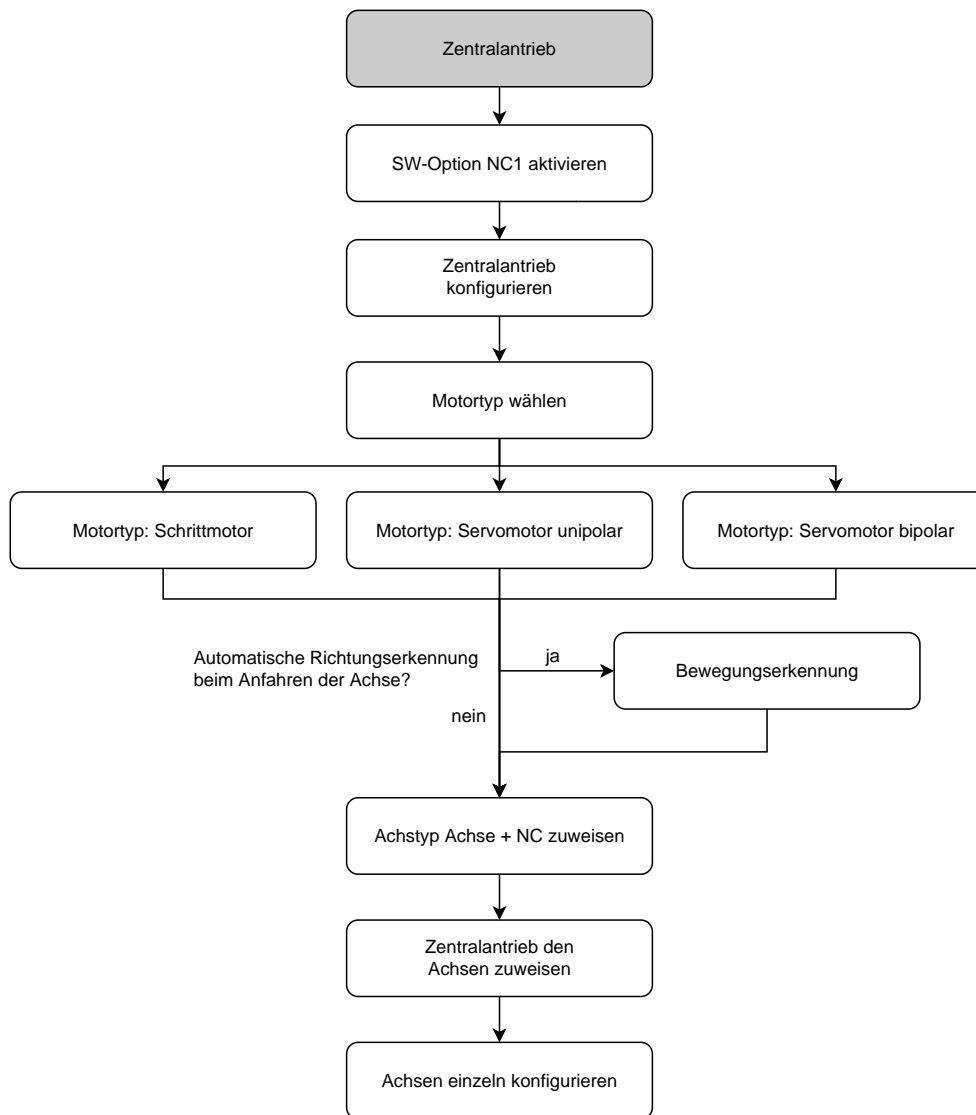 Zentralantrieb
SW-Option NC1 aktivieren
Zentralantrieb
konfigurieren
Motortyp wählen
Motortyp: Schrittmotor
Motortyp: Servomotor unipolar
Motortyp: Servomotor bipolar
Automatische Richtungserkennung
beim Anfahren der Achse?
ja
Bewegungserkennung
nein
Achstyp Achse + NC zuweisen
Zentralantrieb den
Achsen zuweisen
Achsen einzeln konfigurieren